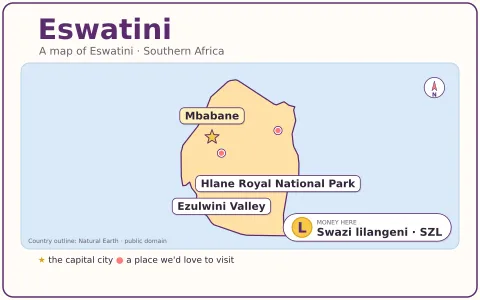 Eswatini
A map of Eswatini · Southern Africa
N
Mbabane
Hlane Royal National Park
Ezulwini Valley
L
MONEY HERE
Swazi lilangeni · SZL
Country outline: Natural Earth · public domain
★ the capital city ● a place we'd love to visit